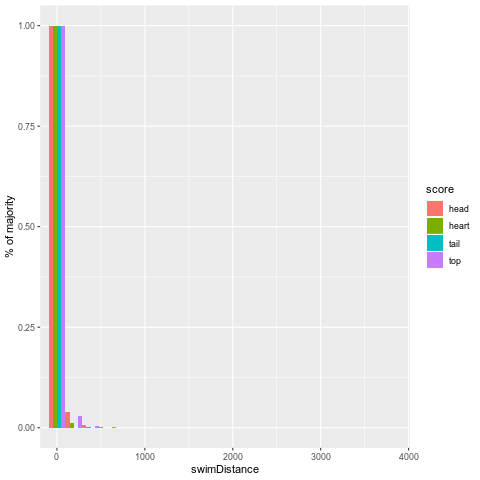 1.00
0.75
0.50
0.25
0.00
% of majority
0
1000
2000
3000
4000
swimDistance
score
head
heart
tail
top